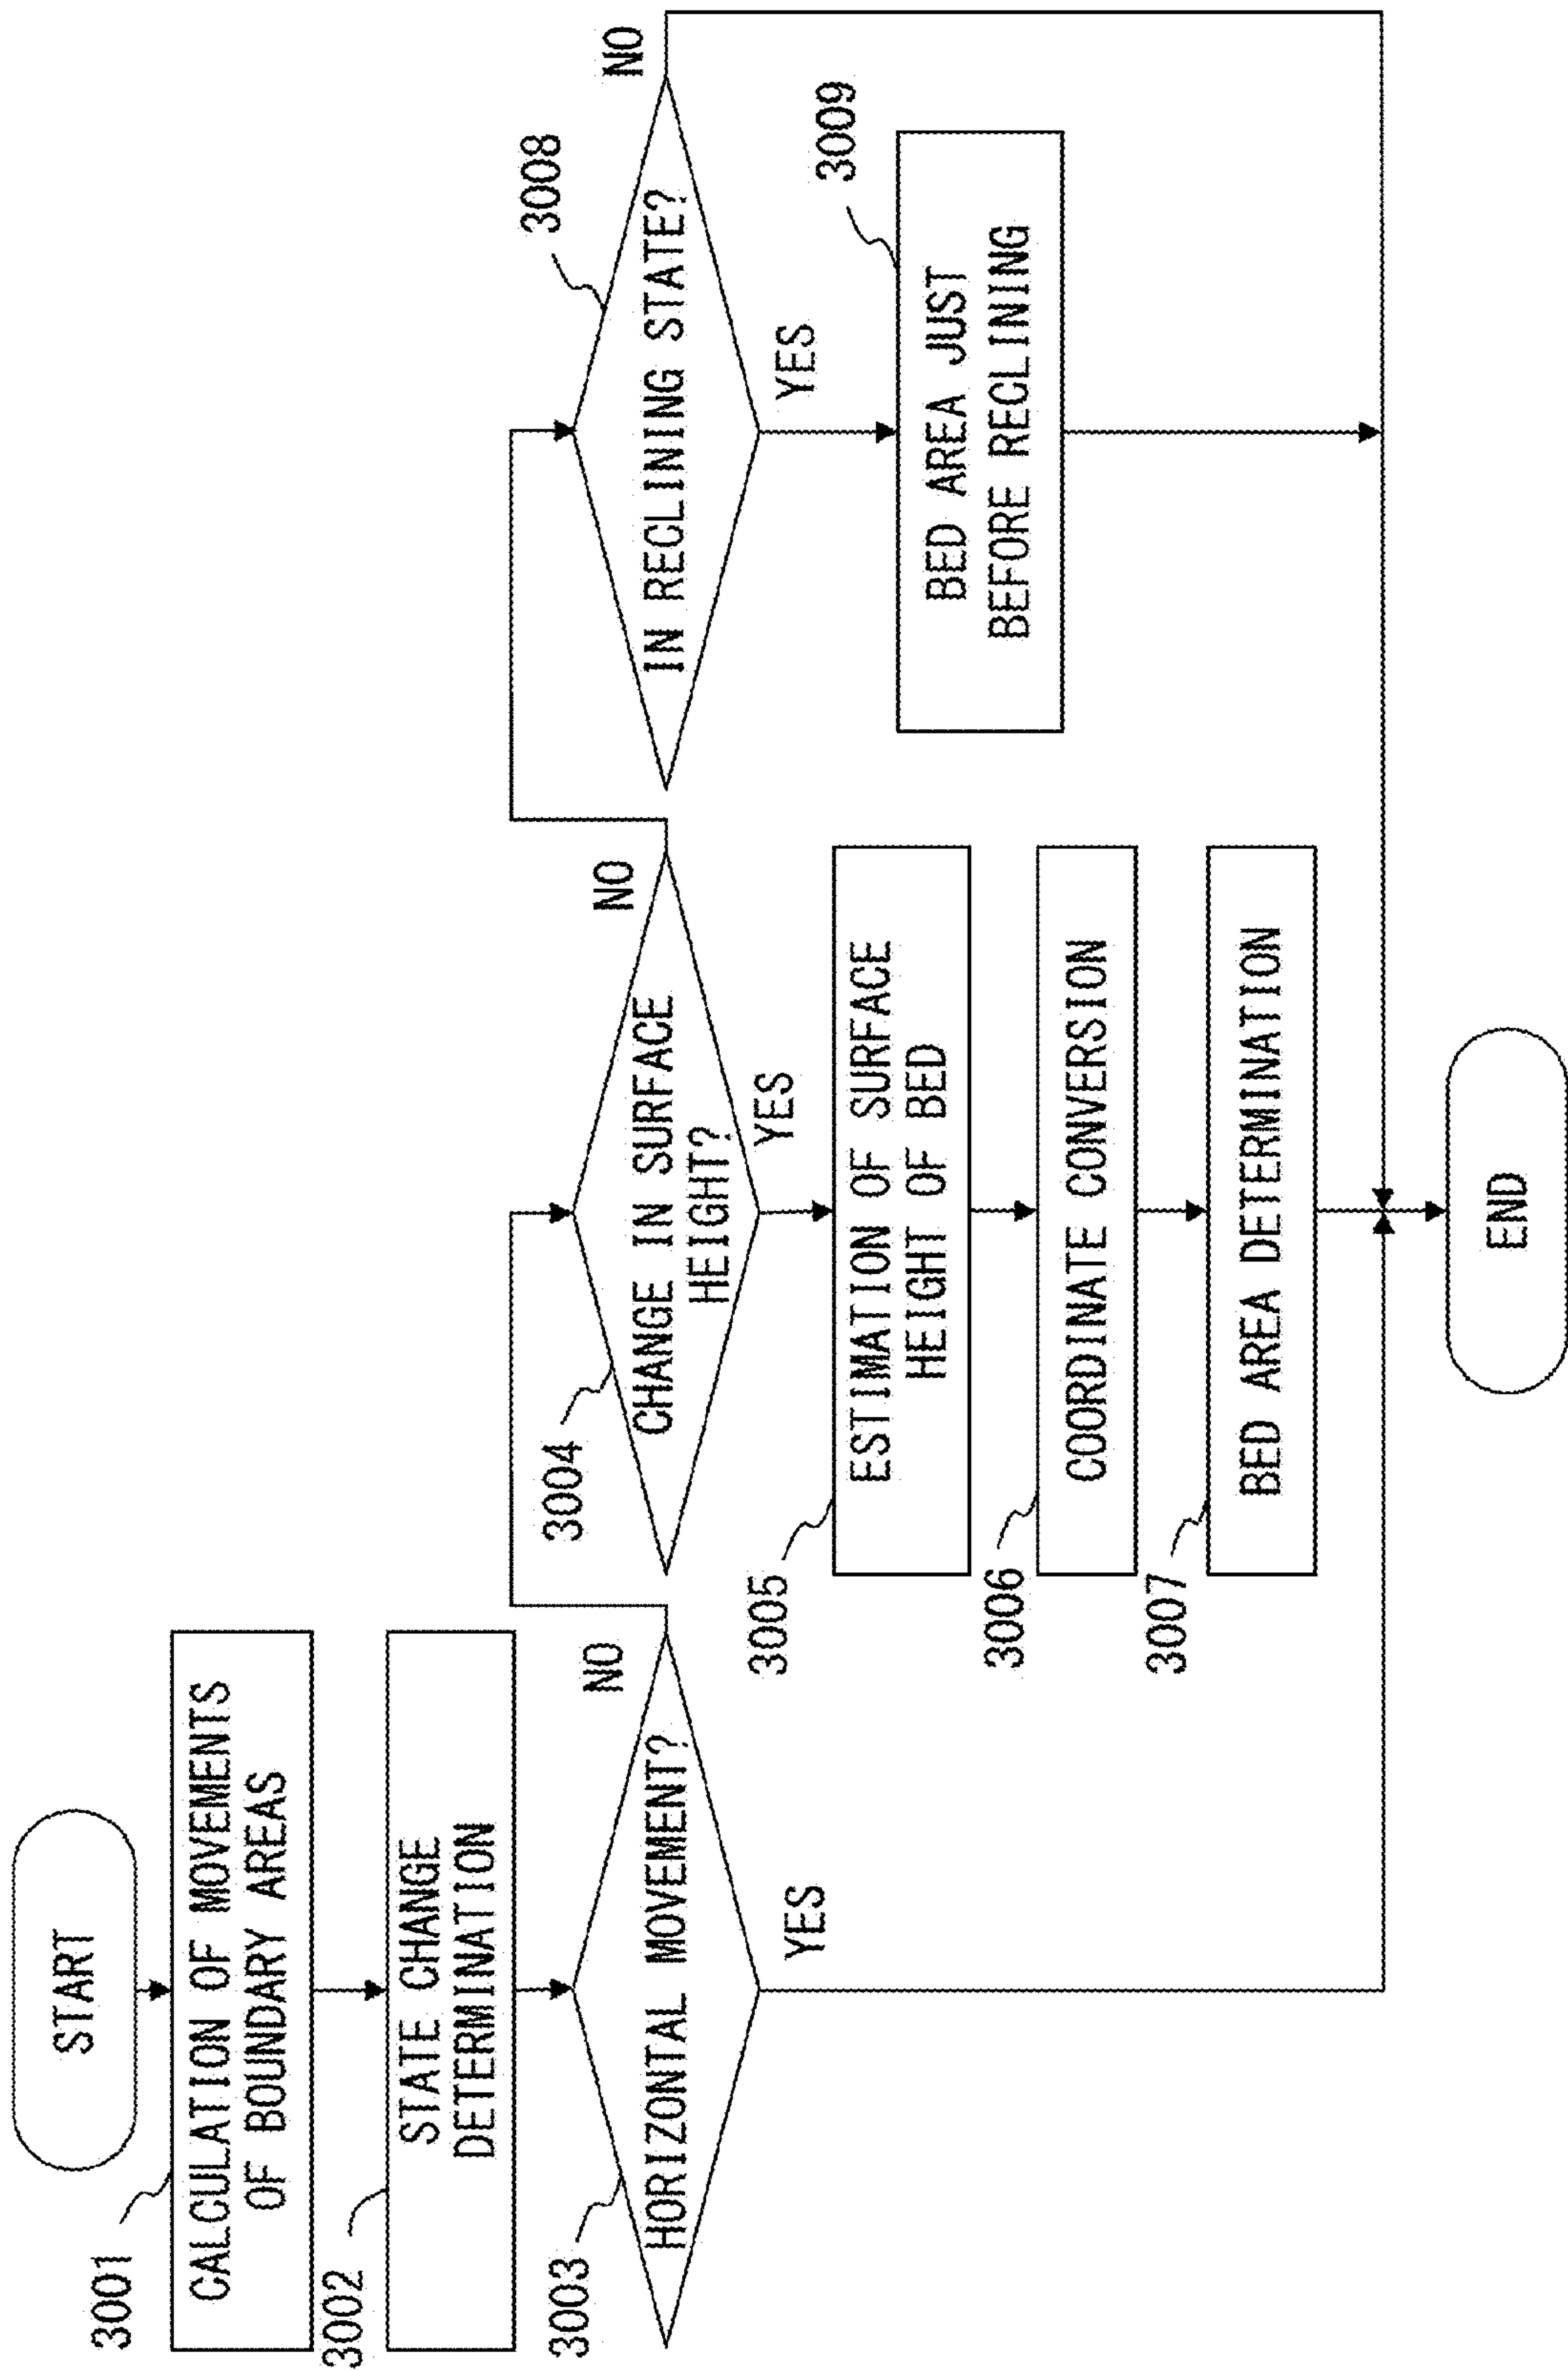 START
3001
CALCULATION OF MOVEMENTS
OF BOUNDARY AREAS
3002
STATE CHANGE
DETERMINATION
3003
HORIZONTAL MOVEMENT?
NO
YES
3004
CHANGE IN SURFACE
HEIGHT?
NO
YES
3005
ESTIMATION OF SURFACE
HEIGHT OF BED
3006
COORDINATE CONVERSION
3007
BED AREA DETERMINATION
3008
IN RECLINING STATE?
NO
YES
3009
BED AREA JUST
BEFORE RECLINING
END